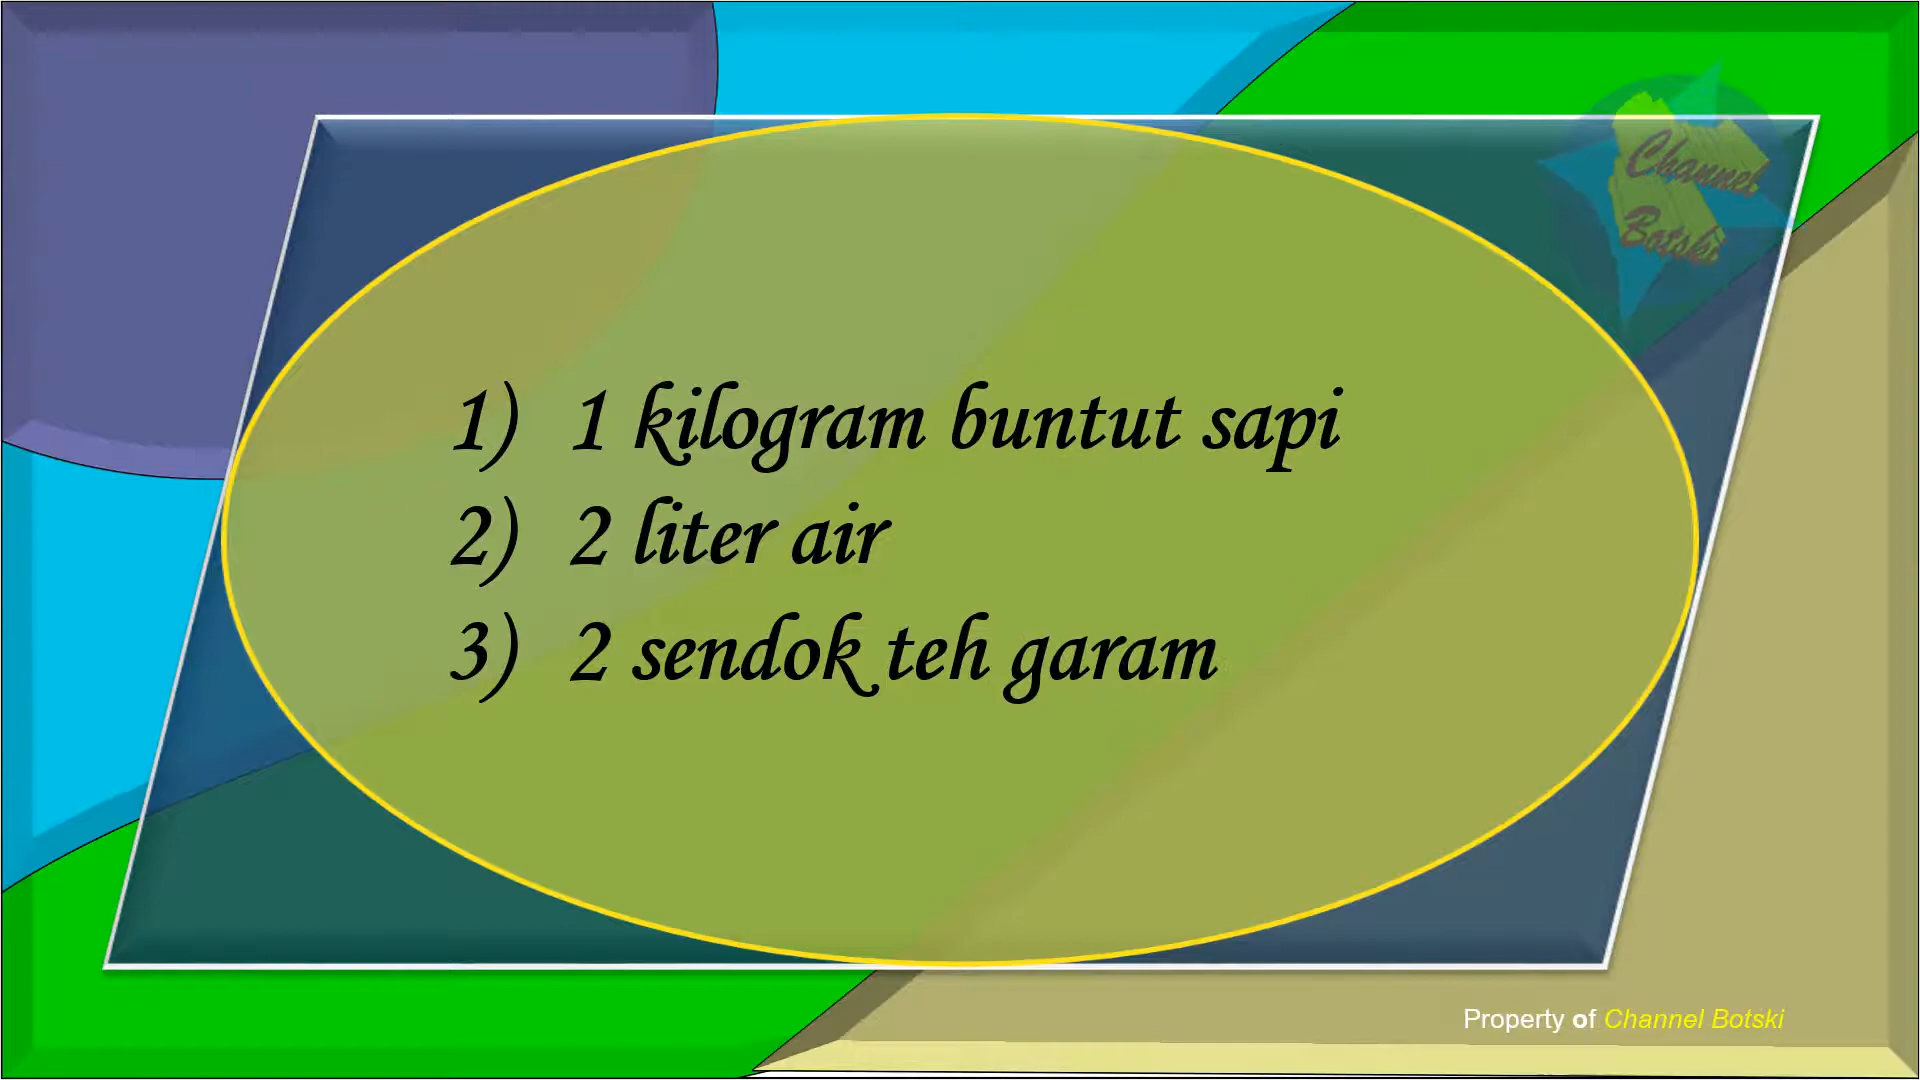 Channel
Botski
1) 1 kilogram buntut sapi
2) 2 liter air
3) 2 sendok teh garam
Property of Channel Botski